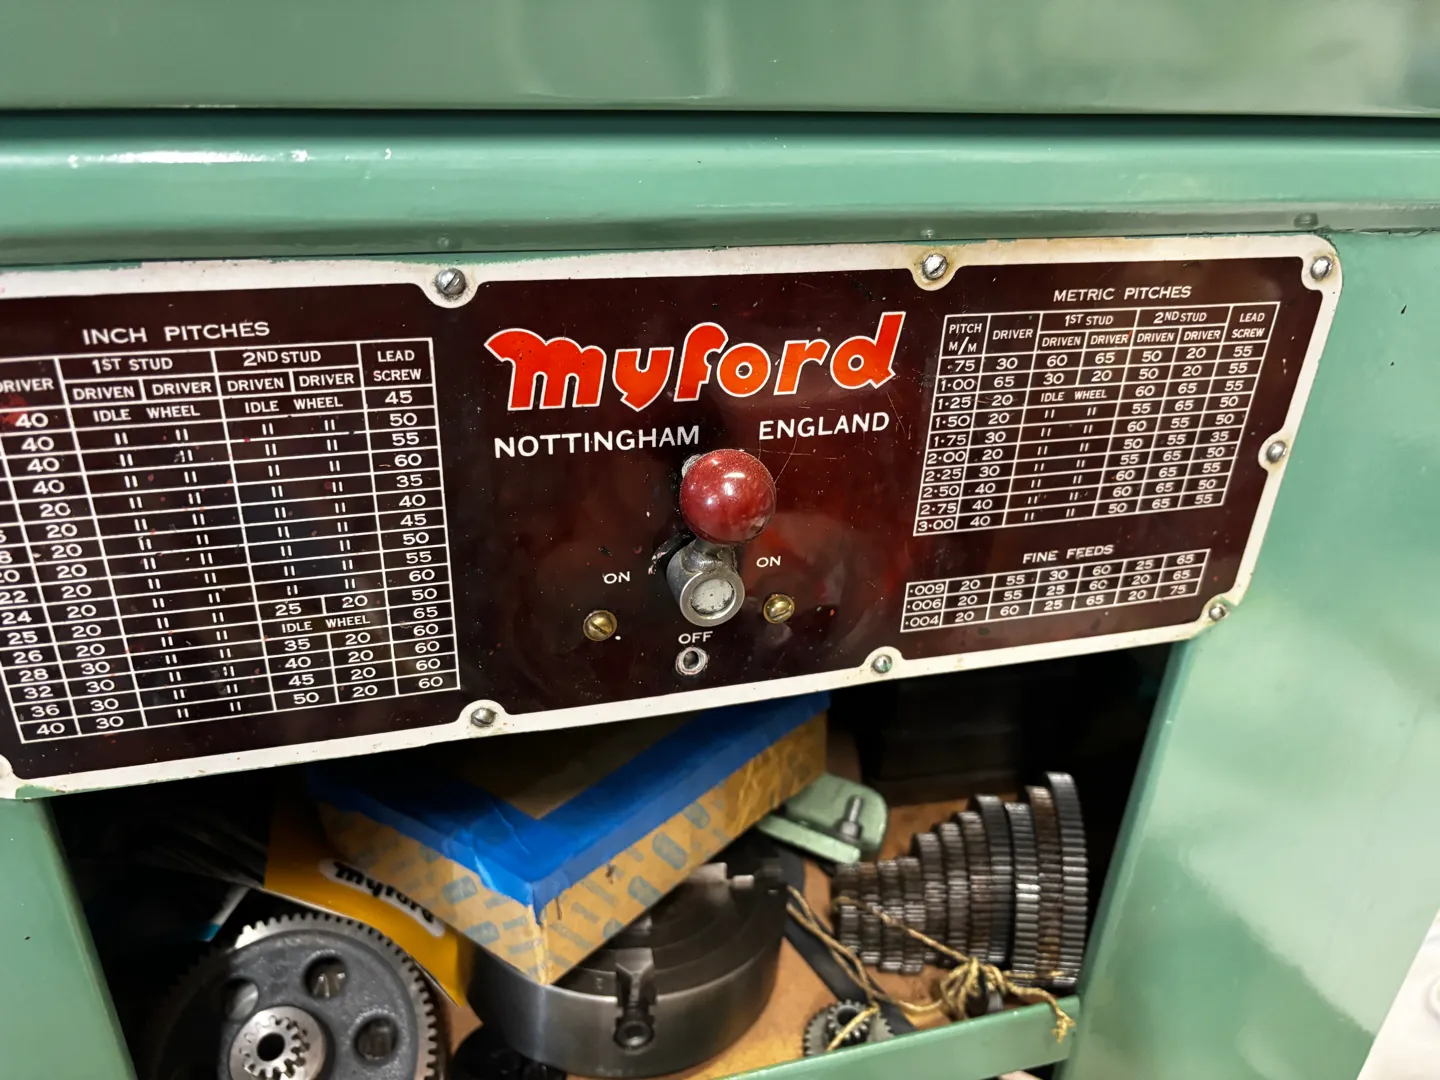 INCH PITCHES
DRIVER 1ST STUD 2ND STUD LEAD SCREW
DRIVEN DRIVER DRIVEN DRIVER
40 IDLE WHEEL IDLE WHEEL 45
40 " " " " 50
40 " " " " 55
40 " " " " 60
20 " " " " 35
20 " " " " 40
20 " " " " 45
20 " " " " 50
22 20 " " " " 55
24 20 " " " " 60
25 20 " " 25 20 50
26 20 " " IDLE WHEEL 65
28 30 " " 35 20 60
32 30 " " 40 20 60
36 30 " " 45 20 60
40 30 " " 50 20 60
myford
NOTTINGHAM ENGLAND
ON ON
OFF
METRIC PITCHES
PITCH M/M DRIVER 1ST STUD 2ND STUD LEAD SCREW
DRIVEN DRIVER DRIVEN DRIVER
·75 30 60 65 50 20 55
1·00 65 30 20 50 20 55
1·25 20 IDLE WHEEL 60 65 55
1·50 20 " " 55 65 50
1·75 30 " " 60 55 50
2·00 20 " " 50 55 35
2·25 30 " " 55 65 50
2·50 40 " " 60 65 55
2·75 40 " " 60 65 50
3·00 40 " " 50 65 55
FINE FEEDS
·009 20 55 30 60 25 65
·006 20 55 25 60 20 65
·004 20 60 25 65 20 75
myford